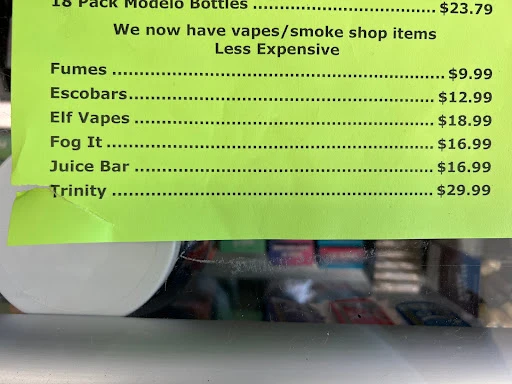 18 Pack Modelo Bottles ................................. $23.79
We now have vapes/smoke shop items
Less Expensive
Fumes ........................................................... $9.99
Escobars...................................................... $12.99
Elf Vapes ..................................................... $18.99
Fog It.......................................................... $16.99
Juice Bar ..................................................... $16.99
Trinity ......................................................... $29.99